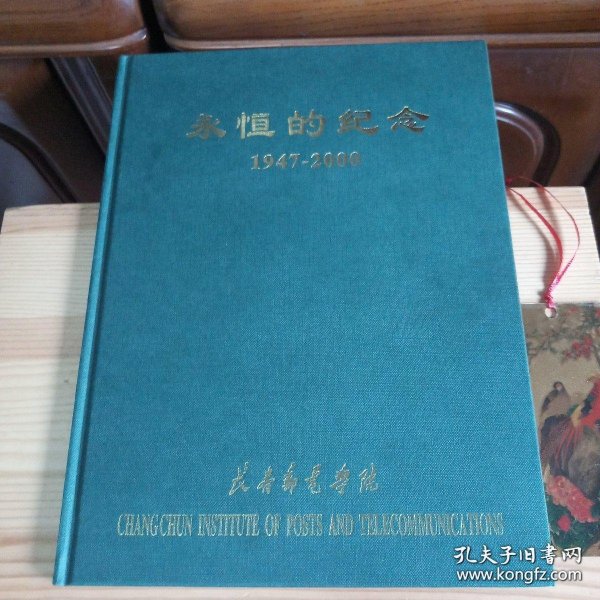 永恒的纪念
1947-2000
长春邮电学院
CHANGCHUN INSTITUTE OF POSTS AND TELECOMMUNICATIONS
孔夫子旧书网
www.kongfz.com